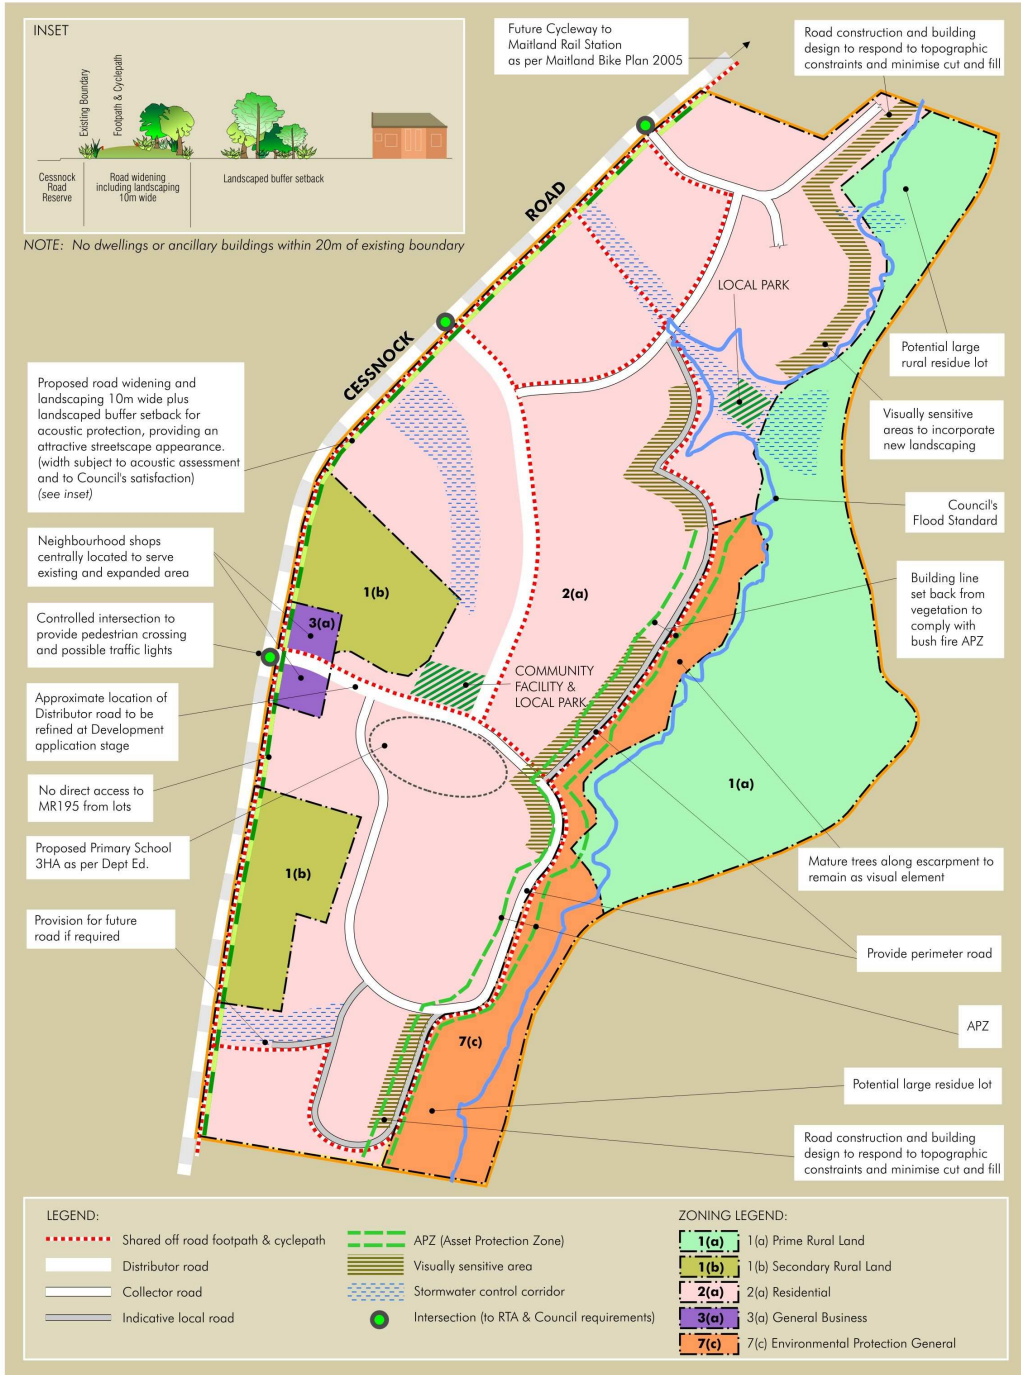 INSET
Existing Boundary
Footpath & Cyclepath
Cessnock
Road
Reserve
Road widening
including landscaping
10m wide
Landscaped buffer setback
NOTE: No dwellings or ancillary buildings within 20m of existing boundary
Future Cycleway to
Maitland Rail Station
as per Maitland Bike Plan 2005
Road construction and building
design to respond to topographic
constraints and minimise cut and fill
CESSNOCK
ROAD
LOCAL PARK
Potential large
rural residue lot
Visually sensitive
areas to incorporate
new landscaping
Council's
Flood Standard
Building line
set back from
vegetation to
comply with
bush fire APZ
Mature trees along escarpment to
remain as visual element
Provide perimeter road
APZ
Potential large residue lot
Road construction and building
design to respond to topographic
constraints and minimise cut and fill
Proposed road widening and
landscaping 10m wide plus
landscaped buffer setback for
acoustic protection, providing an
attractive streetscape appearance.
(width subject to acoustic assessment
and to Council's satisfaction)
(see inset)
Neighbourhood shops
centrally located to serve
existing and expanded area
Controlled intersection to
provide pedestrian crossing
and possible traffic lights
Approximate location of
Distributor road to be
refined at Development
application stage
No direct access to
MR195 from lots
Proposed Primary School
3HA as per Dept Ed.
Provision for future
road if required
1(b)
3(a)
2(a)
COMMUNITY
FACILITY &
LOCAL PARK
1(a)
1(b)
7(c)
LEGEND:
Shared off road footpath & cyclepath
Distributor road
Collector road
Indicative local road
APZ (Asset Protection Zone)
Visually sensitive area
Stormwater control corridor
Intersection (to RTA & Council requirements)
ZONING LEGEND:
1(a) 1(a) Prime Rural Land
1(b) 1(b) Secondary Rural Land
2(a) 2(a) Residential
3(a) 3(a) General Business
7(c) 7(c) Environmental Protection General